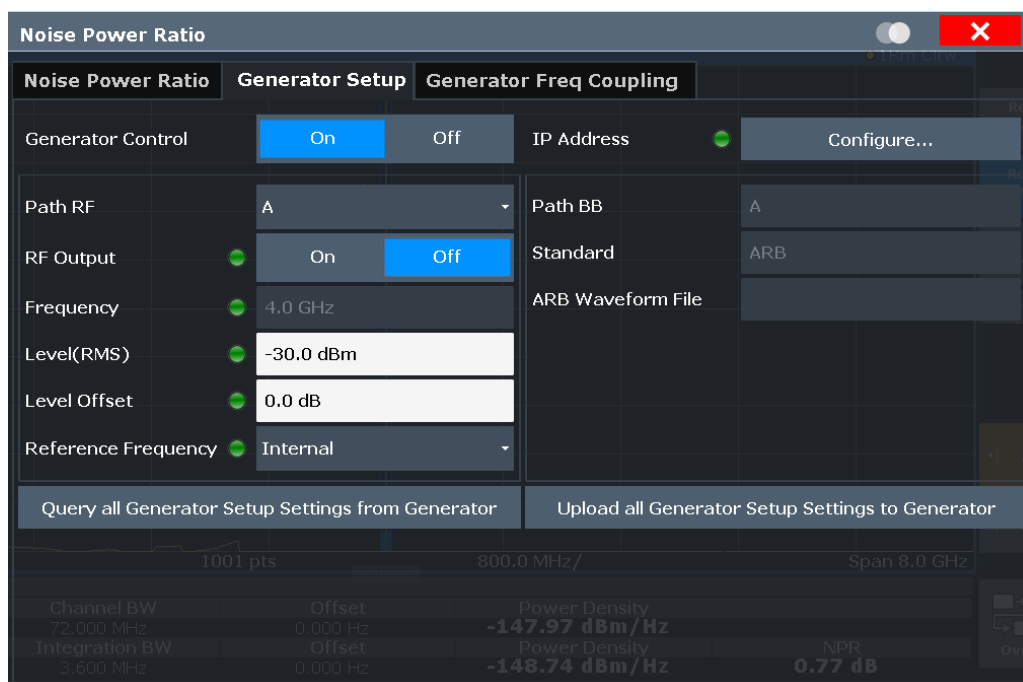 Noise Power Ratio
1Rm Clrw
Noise Power Ratio Generator Setup Generator Freq Coupling
Generator Control On Off IP Address Configure...
Path RF A Path BB A
RF Output On Off Standard ARB
Frequency 4.0 GHz ARB Waveform File
Level(RMS) -30.0 dBm
Level Offset 0.0 dB
Reference Frequency Internal
Query all Generator Setup Settings from Generator Upload all Generator Setup Settings to Generator
1001 pts 800.0 MHz/ Span 8.0 GHz
Channel BW Offset Power Density
72.000 MHz 0.000 Hz -147.97 dBm/Hz
Integration BW Offset Power Density NPR
3.600 MHz 0.000 Hz -148.74 dBm/Hz 0.77 dB